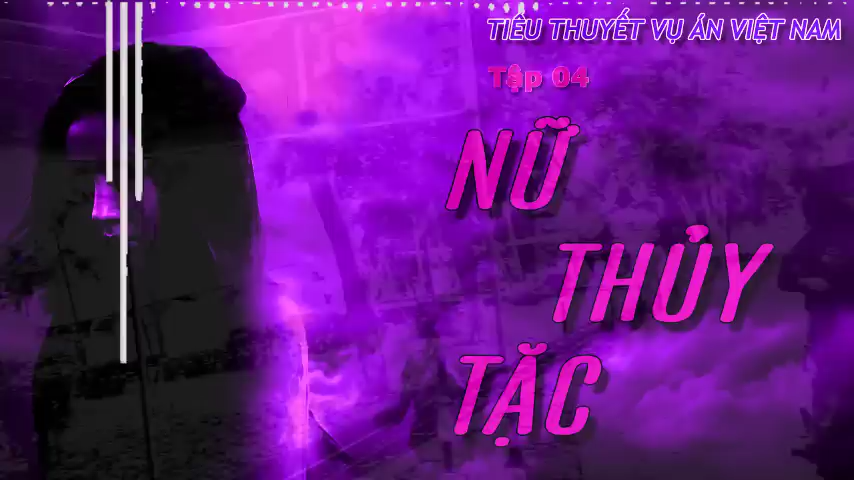 TIỂU THUYẾT VỤ ÁN VIỆT NAM
Tập 04
NỮ
THỦY
TẶC